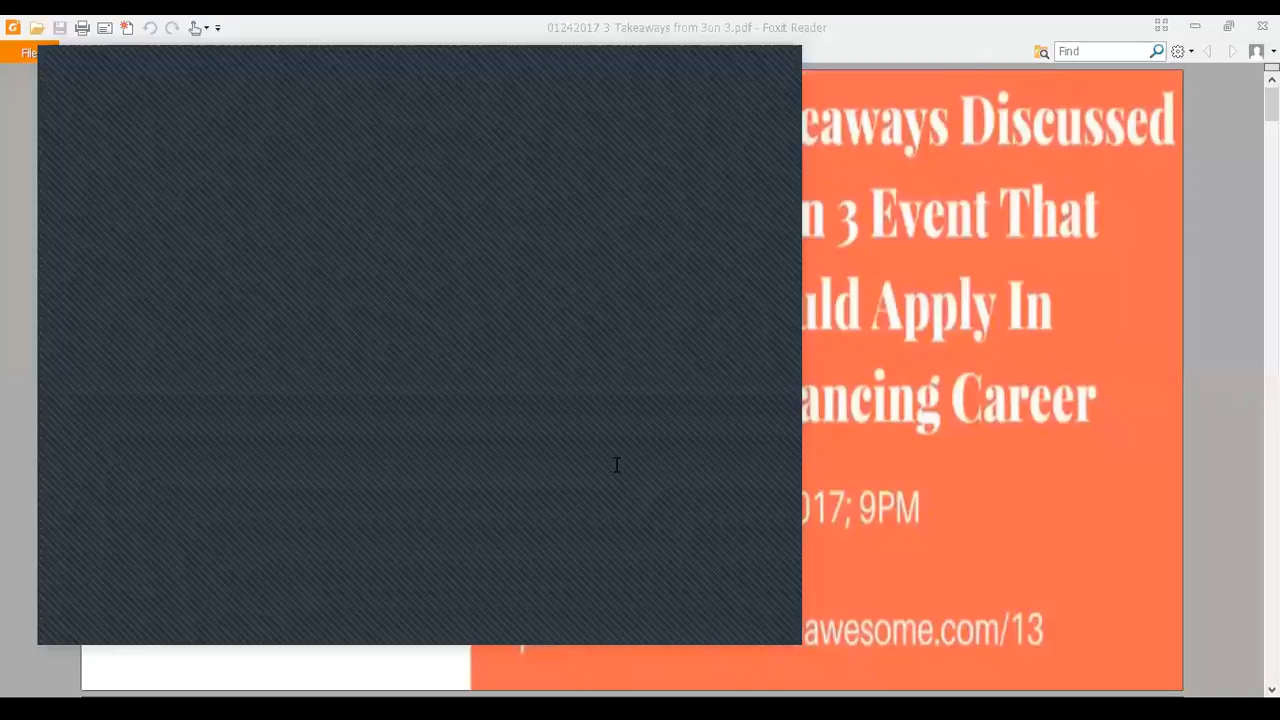 01242017 3 Takeaways from 3on 3.pdf - Foxit Reader
File
Find
eaways Discussed
n 3 Event That
uld Apply In
ancing Career
017; 9PM
awesome.com/13